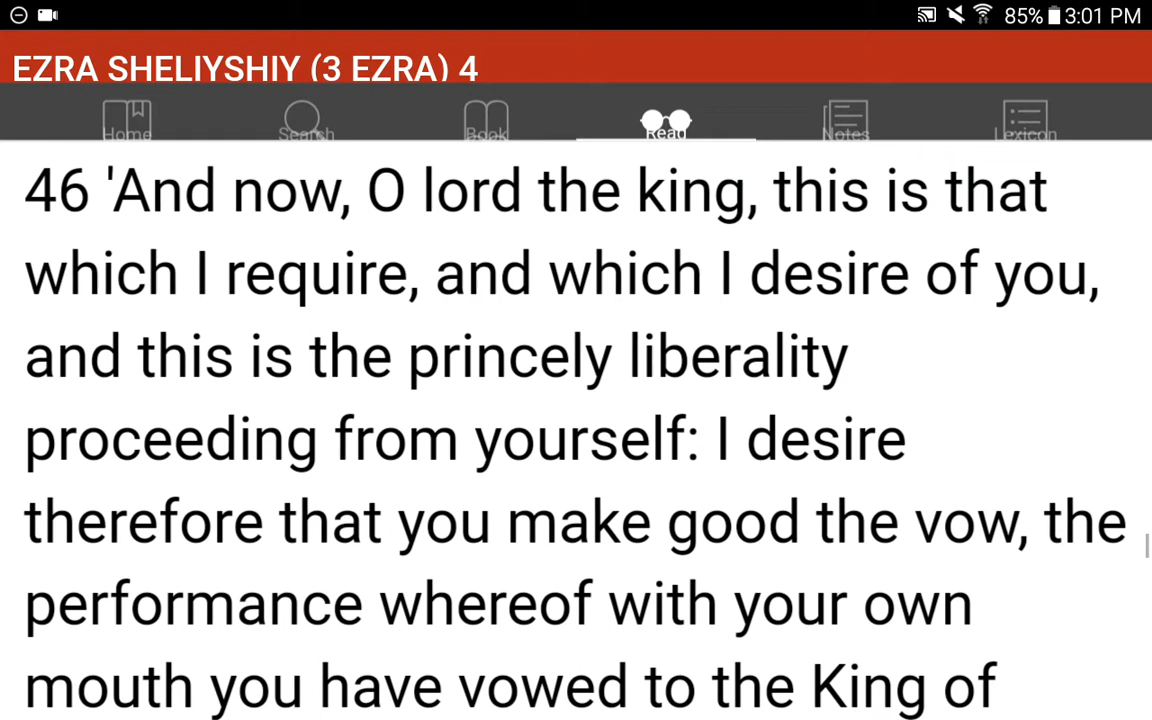 85% 3:01 PM
EZRA SHELIYSHIY (3 EZRA) 4
Home Search Book Read Notes Lexicon
46 'And now, O lord the king, this is that
which I require, and which I desire of you,
and this is the princely liberality
proceeding from yourself: I desire
therefore that you make good the vow, the
performance whereof with your own
mouth you have vowed to the King of